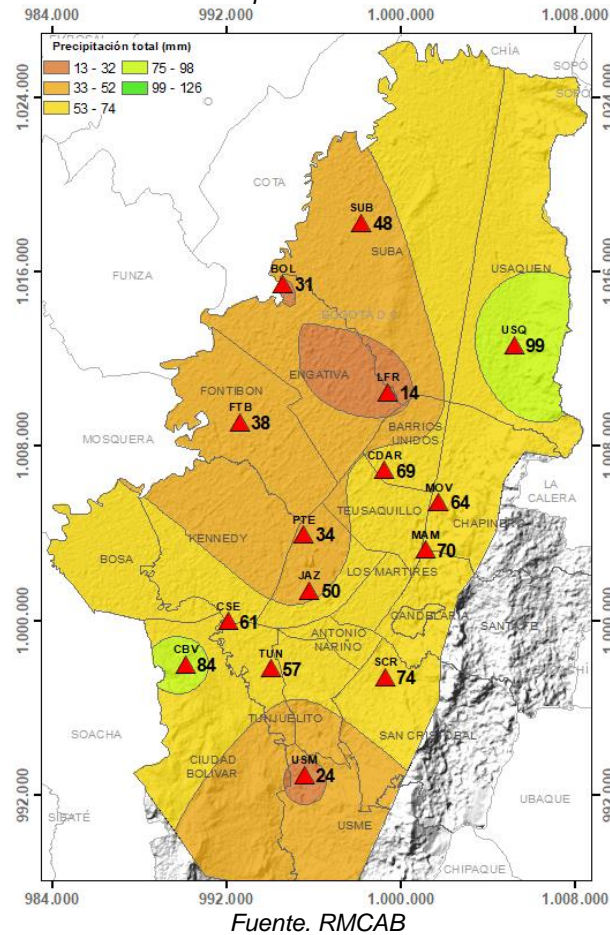 984.000 992.000 1.000.000 1.008.000
Precipitación total (mm)
13 - 32 75 - 98
33 - 52 99 - 126
53 - 74
CHÍA
SOPÓ
SOPÓ
1.024.000 1.024.000
COTA
SUB
48
SUBA
1.016.000 1.016.000
FUNZA
BOL
31
USAQUEN
BOGOTÁ D.C.
USQ
99
ENGATIVA
LFR
14
FONTIBON
FTB
38
BARRIOS
UNIDOS
MOSQUERA
1.008.000 1.008.000
CDAR
69
LA
CALERA
MOV
64
TEUSAQUILLO
CHAPINERO
PTE
34
KENNEDY
MAM
70
BOSA
LOS MARTIRES
JAZ
50
1.000.000 1.000.000
CSE
61
CANDELARIA
SANTA FE
ANTONIO
NARIÑO
CBV
84
TUN
57
SCR
74
TUNJUELITO
SAN CRISTOBAL
SOACHA
CIUDAD
BOLIVAR
USM
24
992.000 992.000
UBAQUE
SIBATÉ
USME
CHIPAQUE
984.000 992.000 1.000.000 1.008.000
Fuente. RMCAB